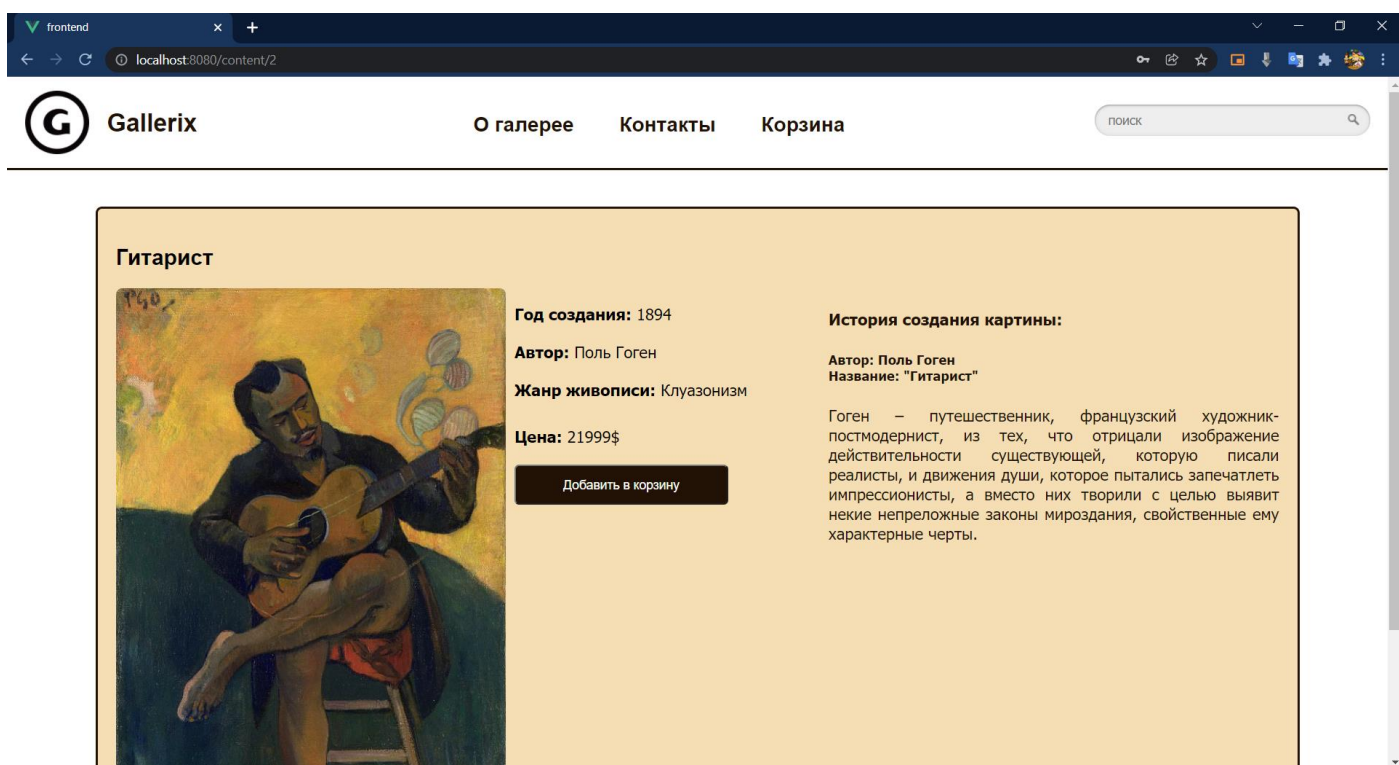 frontend
localhost:8080/content/2
G
Gallerix
О галерее
Контакты
Корзина
поиск
Гитарист
PGO
Год создания: 1894
Автор: Поль Гоген
Жанр живописи: Клуазонизм
Цена: 21999$
Добавить в корзину
История создания картины:
Автор: Поль Гоген
Название: "Гитарист"
Гоген – путешественник, французский художник-
постмодернист, из тех, что отрицали изображение
действительности существующей, которую писали
реалисты, и движения души, которое пытались запечатлеть
импрессионисты, а вместо них творили с целью выявит
некие непреложные законы мироздания, свойственные ему
характерные черты.